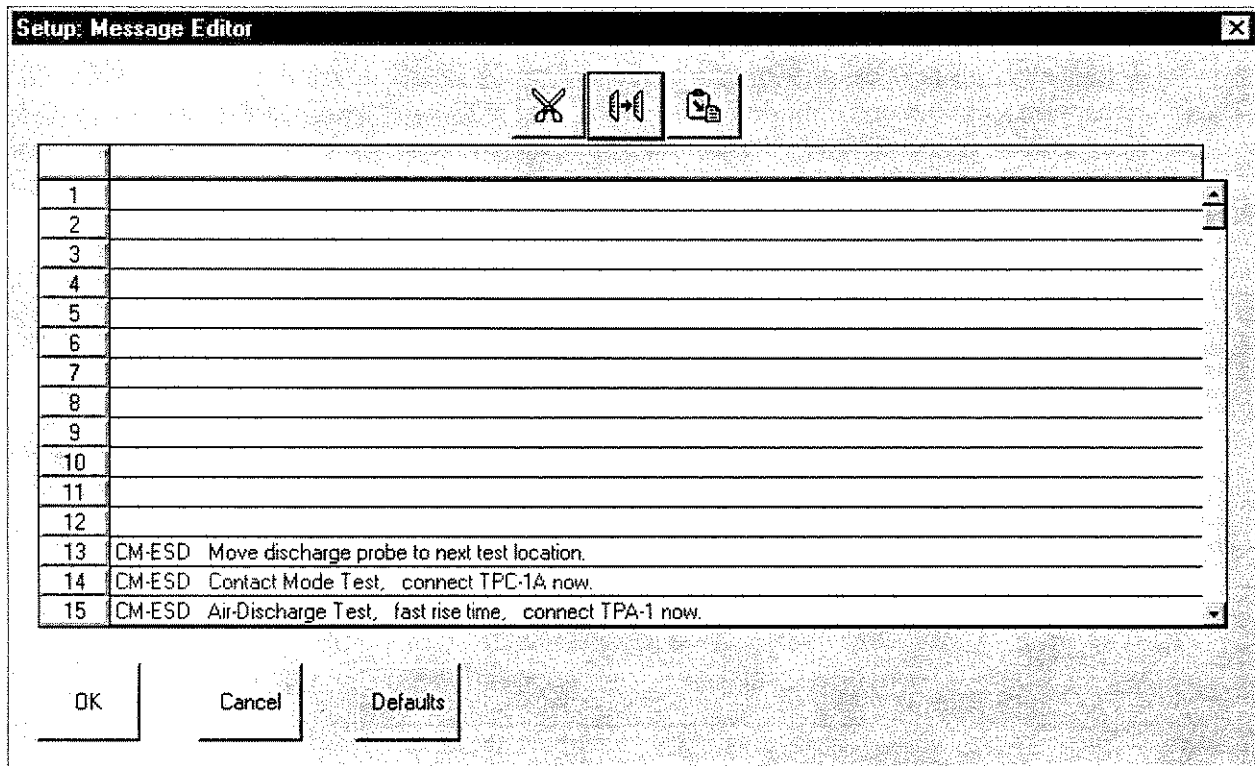 Setup: Message Editor
1
2
3
4
5
6
7
8
9
10
11
12
13 CM-ESD Move discharge probe to next test location.
14 CM-ESD Contact Mode Test, connect TPC-1A now.
15 CM-ESD Air-Discharge Test, fast rise time, connect TPA-1 now.
OK Cancel Defaults